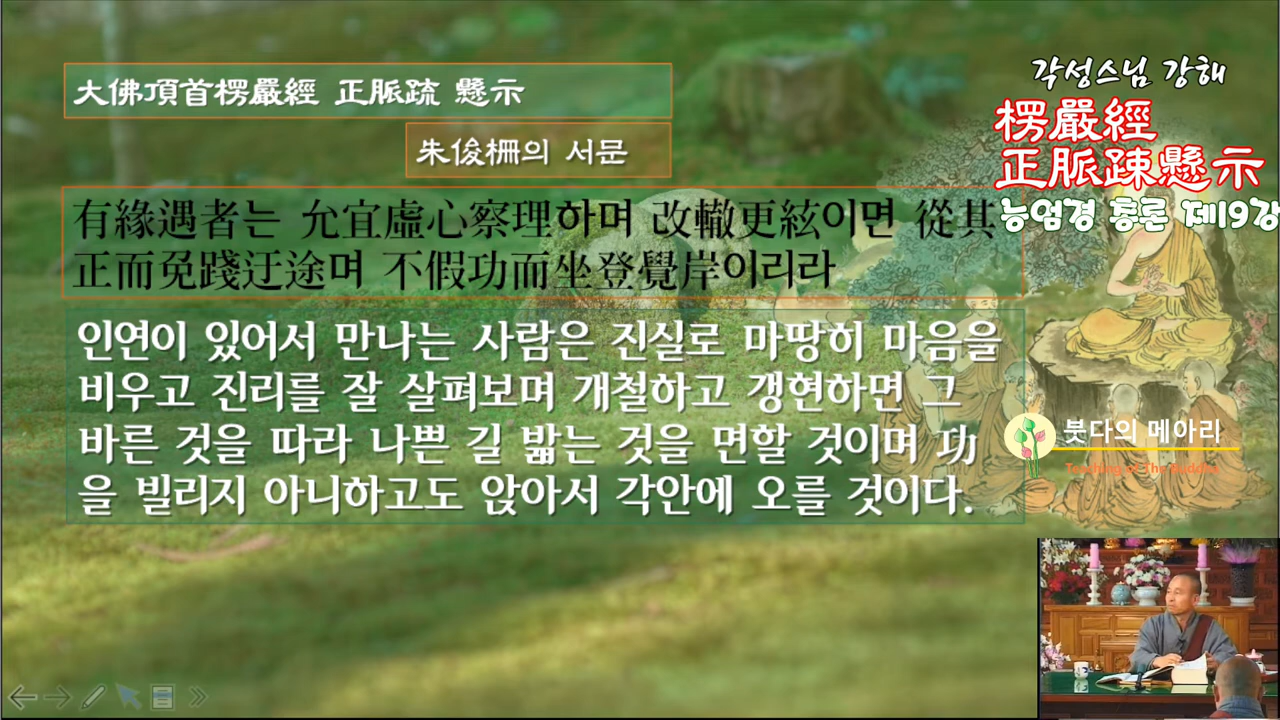 大佛頂首楞嚴經 正脈疏 懸示
朱俊柵의 서문
有緣遇者는 允宜虛心察理하며 改轍更絃이면 從其
正而免踐迂途며 不假功而坐登覺岸이리라
인연이 있어서 만나는 사람은 진실로 마땅히 마음을
비우고 진리를 잘 살펴보며 개철하고 갱현하면 그
바른 것을 따라 나쁜 길 밟는 것을 면할 것이며 功
을 빌리지 아니하고도 앉아서 각안에 오를 것이다.
각성스님 강해
楞嚴經
正脈疎懸示
능엄경 총론 제19강
붓다의 메아리
Teaching of The Buddha